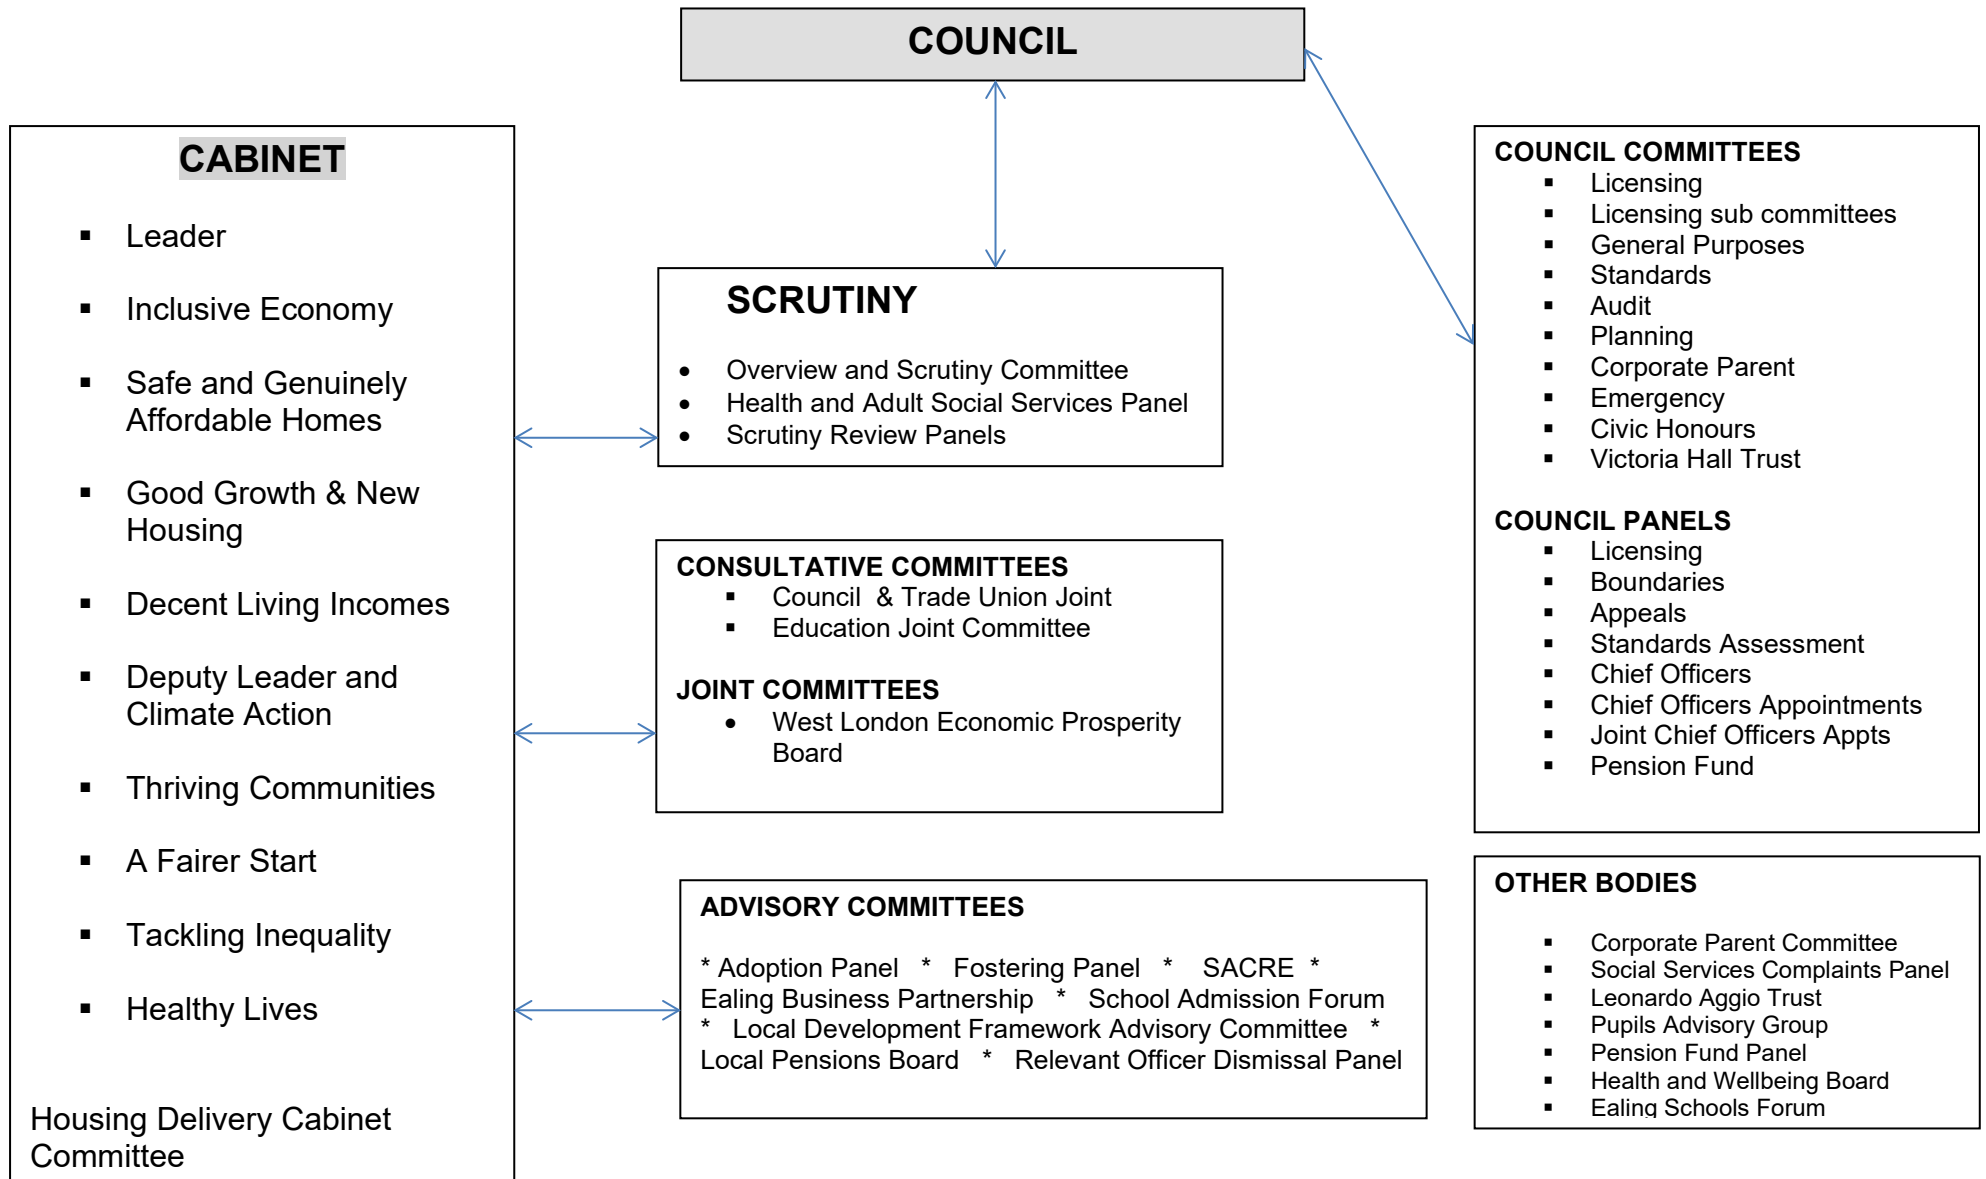 COUNCIL
CABINET
▪ Leader
▪ Inclusive Economy
▪ Safe and Genuinely
Affordable Homes
▪ Good Growth & New
Housing
▪ Decent Living Incomes
▪ Deputy Leader and
Climate Action
▪ Thriving Communities
▪ A Fairer Start
▪ Tackling Inequality
▪ Healthy Lives
Housing Delivery Cabinet
Committee
SCRUTINY
• Overview and Scrutiny Committee
• Health and Adult Social Services Panel
• Scrutiny Review Panels
CONSULTATIVE COMMITTEES
▪ Council & Trade Union Joint
▪ Education Joint Committee
JOINT COMMITTEES
• West London Economic Prosperity
Board
ADVISORY COMMITTEES
* Adoption Panel * Fostering Panel * SACRE *
Ealing Business Partnership * School Admission Forum
* Local Development Framework Advisory Committee *
Local Pensions Board * Relevant Officer Dismissal Panel
COUNCIL COMMITTEES
▪ Licensing
▪ Licensing sub committees
▪ General Purposes
▪ Standards
▪ Audit
▪ Planning
▪ Corporate Parent
▪ Emergency
▪ Civic Honours
▪ Victoria Hall Trust
COUNCIL PANELS
▪ Licensing
▪ Boundaries
▪ Appeals
▪ Standards Assessment
▪ Chief Officers
▪ Chief Officers Appointments
▪ Joint Chief Officers Appts
▪ Pension Fund
OTHER BODIES
▪ Corporate Parent Committee
▪ Social Services Complaints Panel
▪ Leonardo Aggio Trust
▪ Pupils Advisory Group
▪ Pension Fund Panel
▪ Health and Wellbeing Board
▪ Ealing Schools Forum